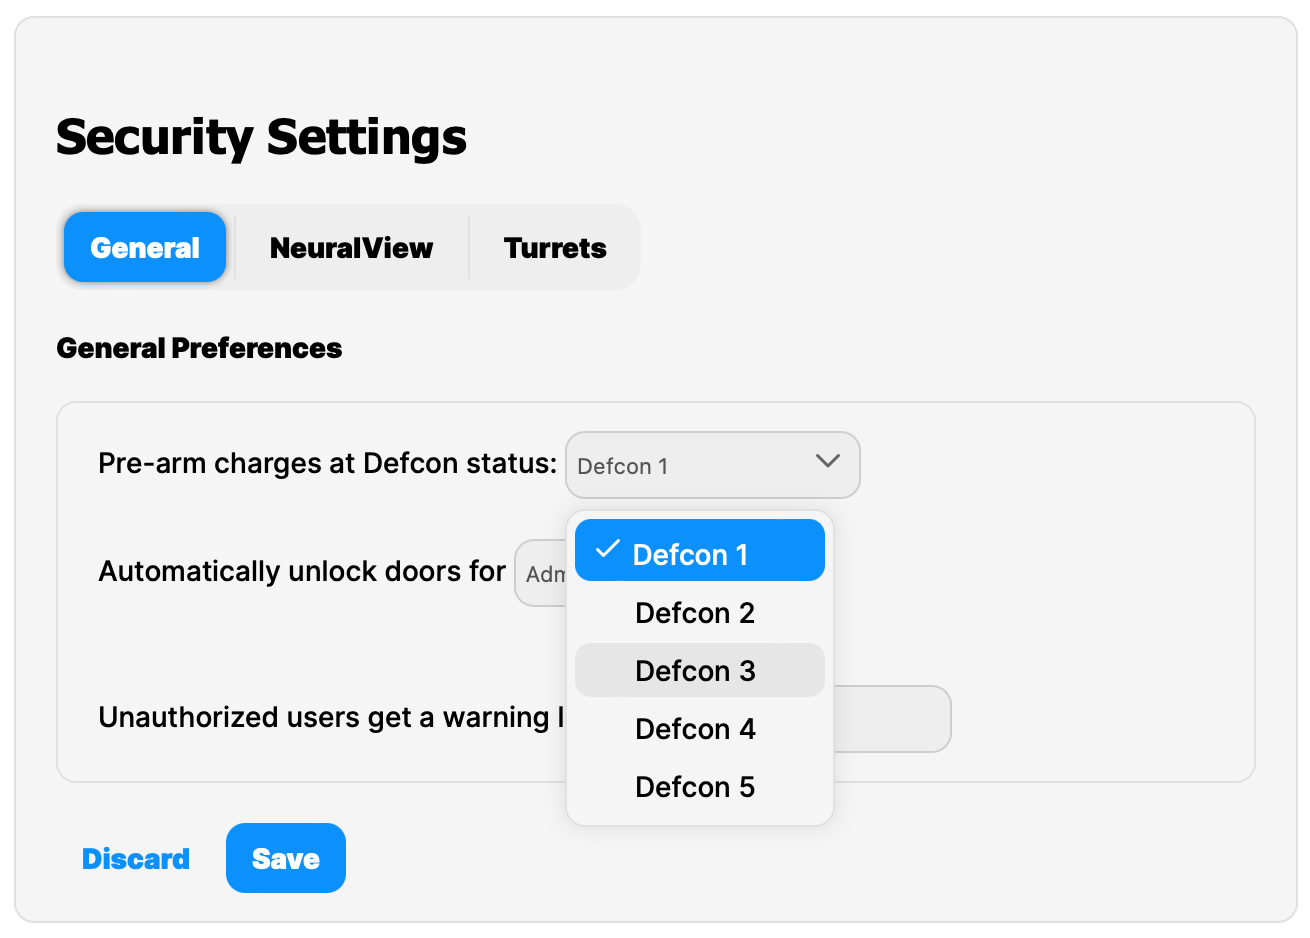 Security Settings
General NeuralView Turrets
General Preferences
Pre-arm charges at Defcon status: Defcon 1
Defcon 1
Automatically unlock doors for
Defcon 2
Defcon 3
Unauthorized users get a warning
Defcon 4
Defcon 5
Discard Save